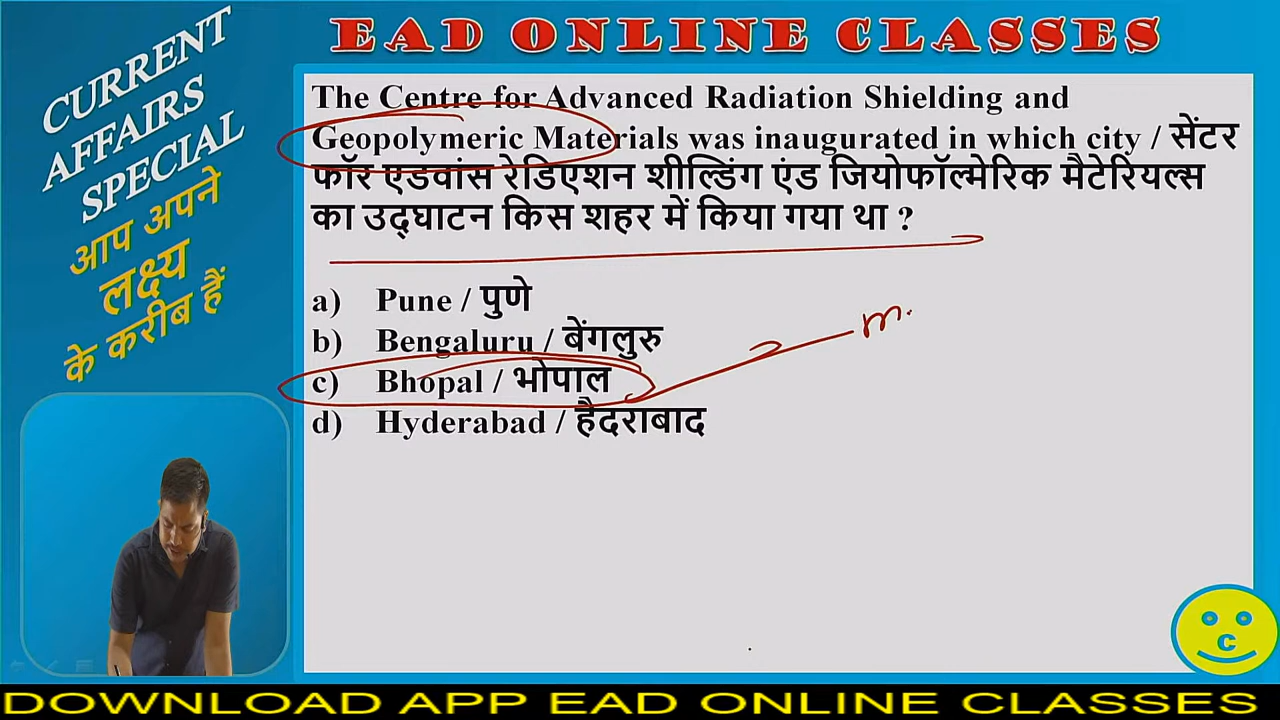 EAD ONLINE CLASSES
CURRENT
AFFAIRS
SPECIAL
आप अपने
लक्ष्य
के करीब हैं
The Centre for Advanced Radiation Shielding and
Geopolymeric Materials was inaugurated in which city / सेंटर
फॉर एडवांस रेडिएशन शील्डिंग एंड जियोफॉल्मेरिक मैटेरियल्स
का उद्घाटन किस शहर में किया गया था ?
a) Pune / पुणे
b) Bengaluru / बेंगलुरु
c) Bhopal / भोपाल
d) Hyderabad / हैदराबाद
m.
c
DOWNLOAD APP EAD ONLINE CLASSES